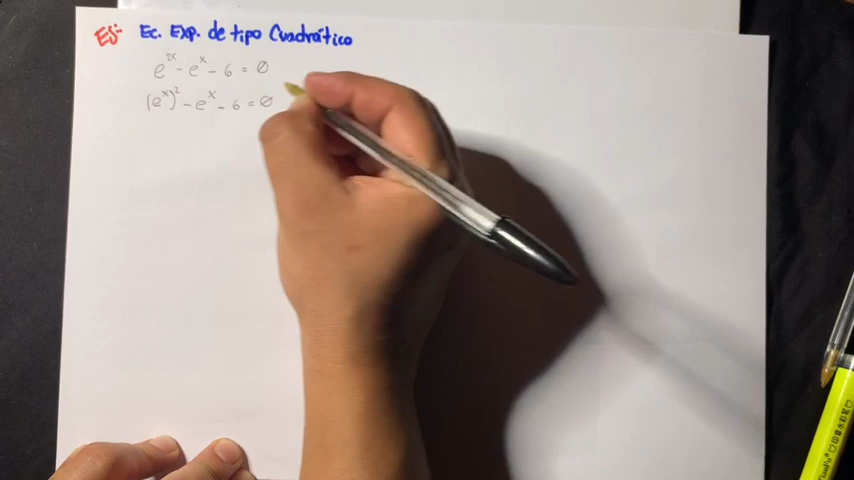 Ej:- Ec. Exp. de tipo Cuadrático
e^2x - e^x - 6 = 0
(e^x)^2 - e^x - 6 = 0